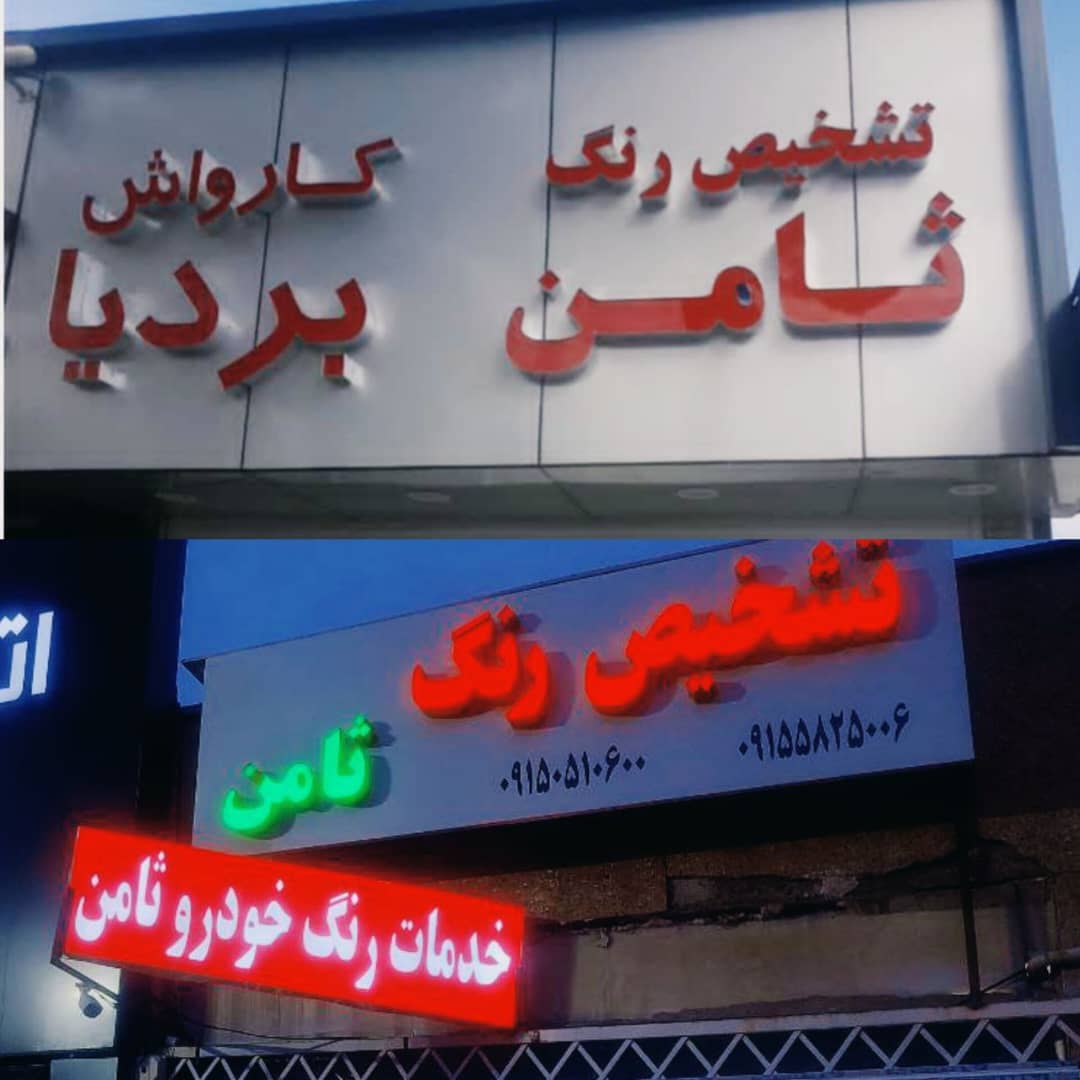 تشخیص رنگ
ثامن
کارواش
بردیا
تشخیص رنگ
۰۹۱۵۵۸۲۵۰۰۶
۰۹۱۵۰۵۱۰۶۰۰
ثامن
خدمات رنگ خودرو ثامن